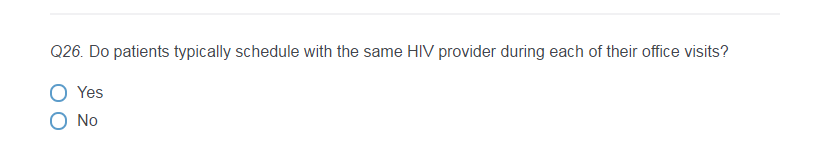 Q26. Do patients typically schedule with the same HIV provider during each of their office visits?
Yes
No